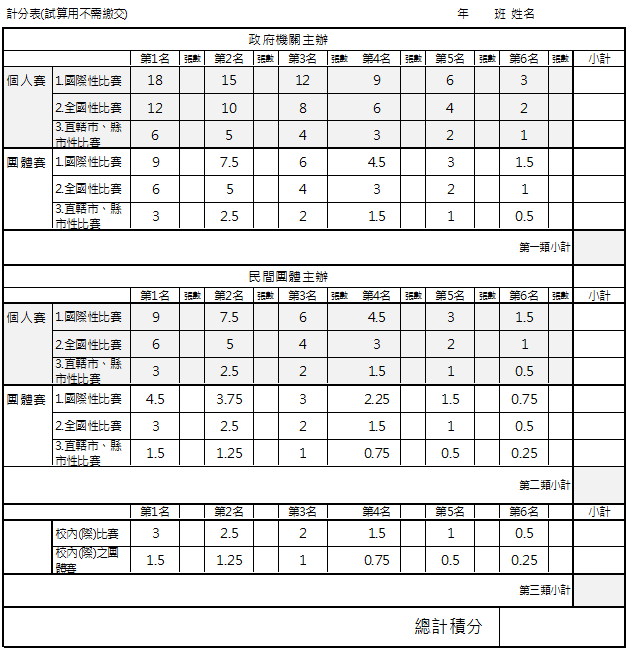 計分表(試算用不需繳交) 年 班 姓名
政府機關主辦
第1名 張數 第2名 張數 第3名 張數 第4名 張數 第5名 張數 第6名 張數 小計
個人賽 1.國際性比賽 18 15 12 9 6 3
2.全國性比賽 12 10 8 6 4 2
3.直轄市、縣
市性比賽 6 5 4 3 2 1
團體賽 1.國際性比賽 9 7.5 6 4.5 3 1.5
2.全國性比賽 6 5 4 3 2 1
3.直轄市、縣
市性比賽 3 2.5 2 1.5 1 0.5
第一類小計
民間團體主辦
第1名 張數 第2名 張數 第3名 張數 第4名 張數 第5名 張數 第6名 張數 小計
個人賽 1.國際性比賽 9 7.5 6 4.5 3 1.5
2.全國性比賽 6 5 4 3 2 1
3.直轄市、縣
市性比賽 3 2.5 2 1.5 1 0.5
團體賽 1.國際性比賽 4.5 3.75 3 2.25 1.5 0.75
2.全國性比賽 3 2.5 2 1.5 1 0.5
3.直轄市、縣
市性比賽 1.5 1.25 1 0.75 0.5 0.25
第二類小計
第1名 第2名 第3名 第4名 第5名 第6名 小計
校內(際)比賽 3 2.5 2 1.5 1 0.5
校內(際)之團
體賽 1.5 1.25 1 0.75 0.5 0.25
第三類小計
總計積分